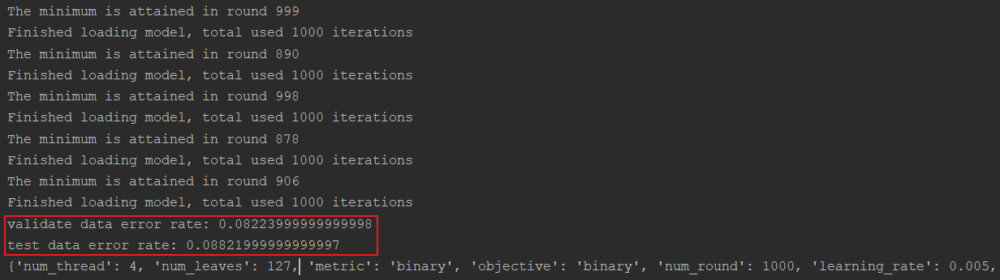 The minimum is attained in round 999
Finished loading model, total used 1000 iterations
The minimum is attained in round 890
Finished loading model, total used 1000 iterations
The minimum is attained in round 998
Finished loading model, total used 1000 iterations
The minimum is attained in round 878
Finished loading model, total used 1000 iterations
The minimum is attained in round 906
Finished loading model, total used 1000 iterations
validate data error rate: 0.08223999999999998
test data error rate: 0.08821999999999997
{'num_thread': 4, 'num_leaves': 127, 'metric': 'binary', 'objective': 'binary', 'num_round': 1000, 'learning_rate': 0.005,